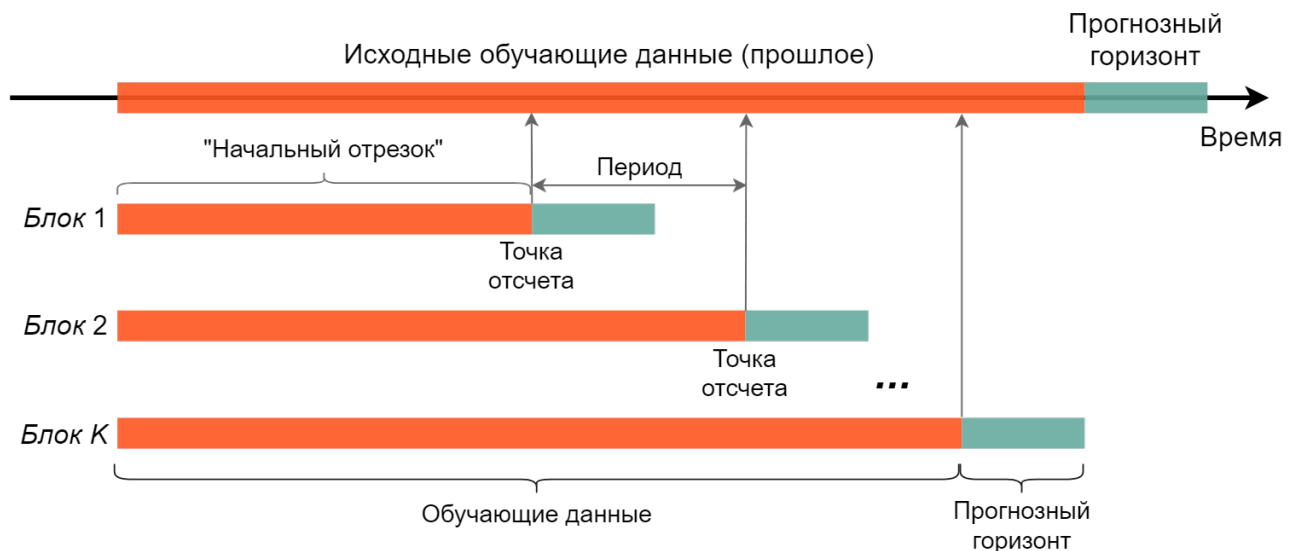 Прогнозный
горизонт
Исходные обучающие данные (прошлое)
Время
"Начальный отрезок"
Период
Блок 1
Точка
отсчета
Блок 2
Точка
отсчета
...
Блок K
Обучающие данные
Прогнозный
горизонт